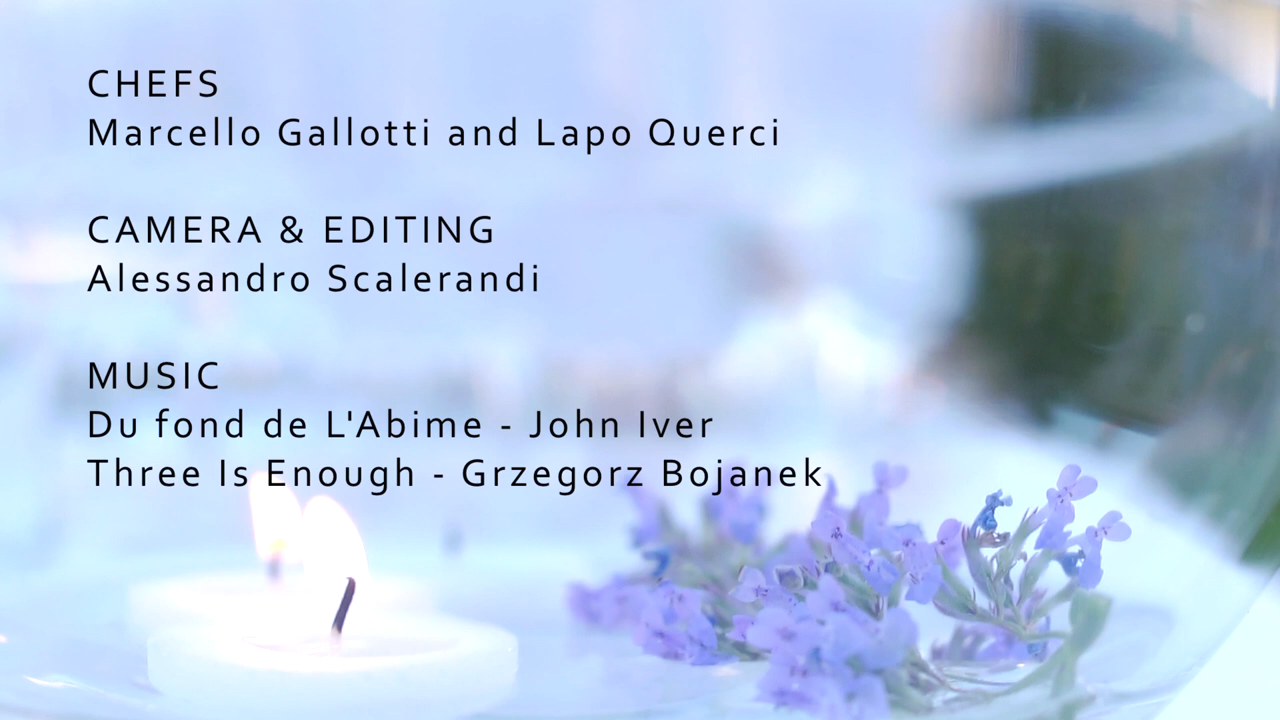 CHEFS
Marcello Gallotti and Lapo Querci
CAMERA & EDITING
Alessandro Scalerandi
MUSIC
Du fond de L'Abime - John Iver
Three Is Enough - Grzegorz Bojanek